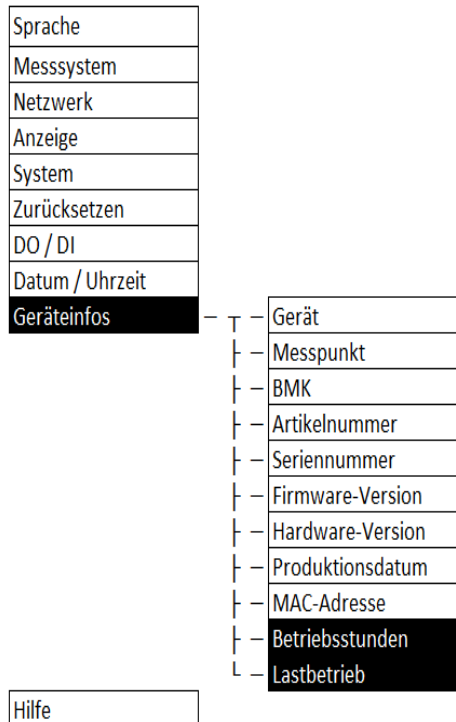 Sprache
Messsystem
Netzwerk
Anzeige
System
Zurücksetzen
DO / DI
Datum / Uhrzeit
Geräteinfos
Gerät
Messpunkt
BMK
Artikelnummer
Seriennummer
Firmware-Version
Hardware-Version
Produktionsdatum
MAC-Adresse
Betriebsstunden
Lastbetrieb
Hilfe